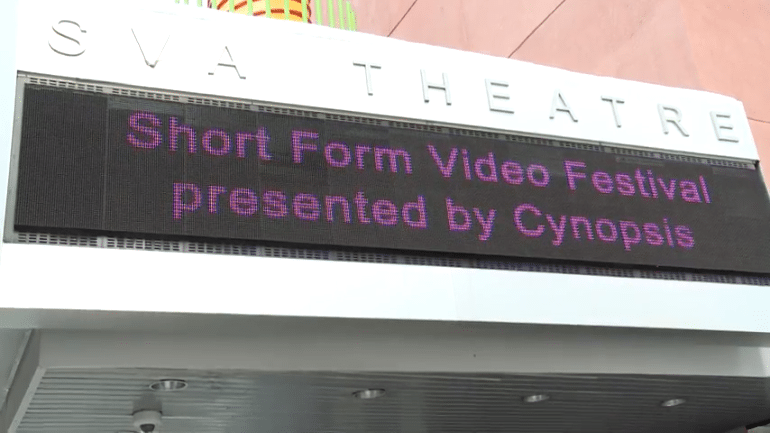 SVA THEATRE
Short Form Video Festival
presented by Cynopsis